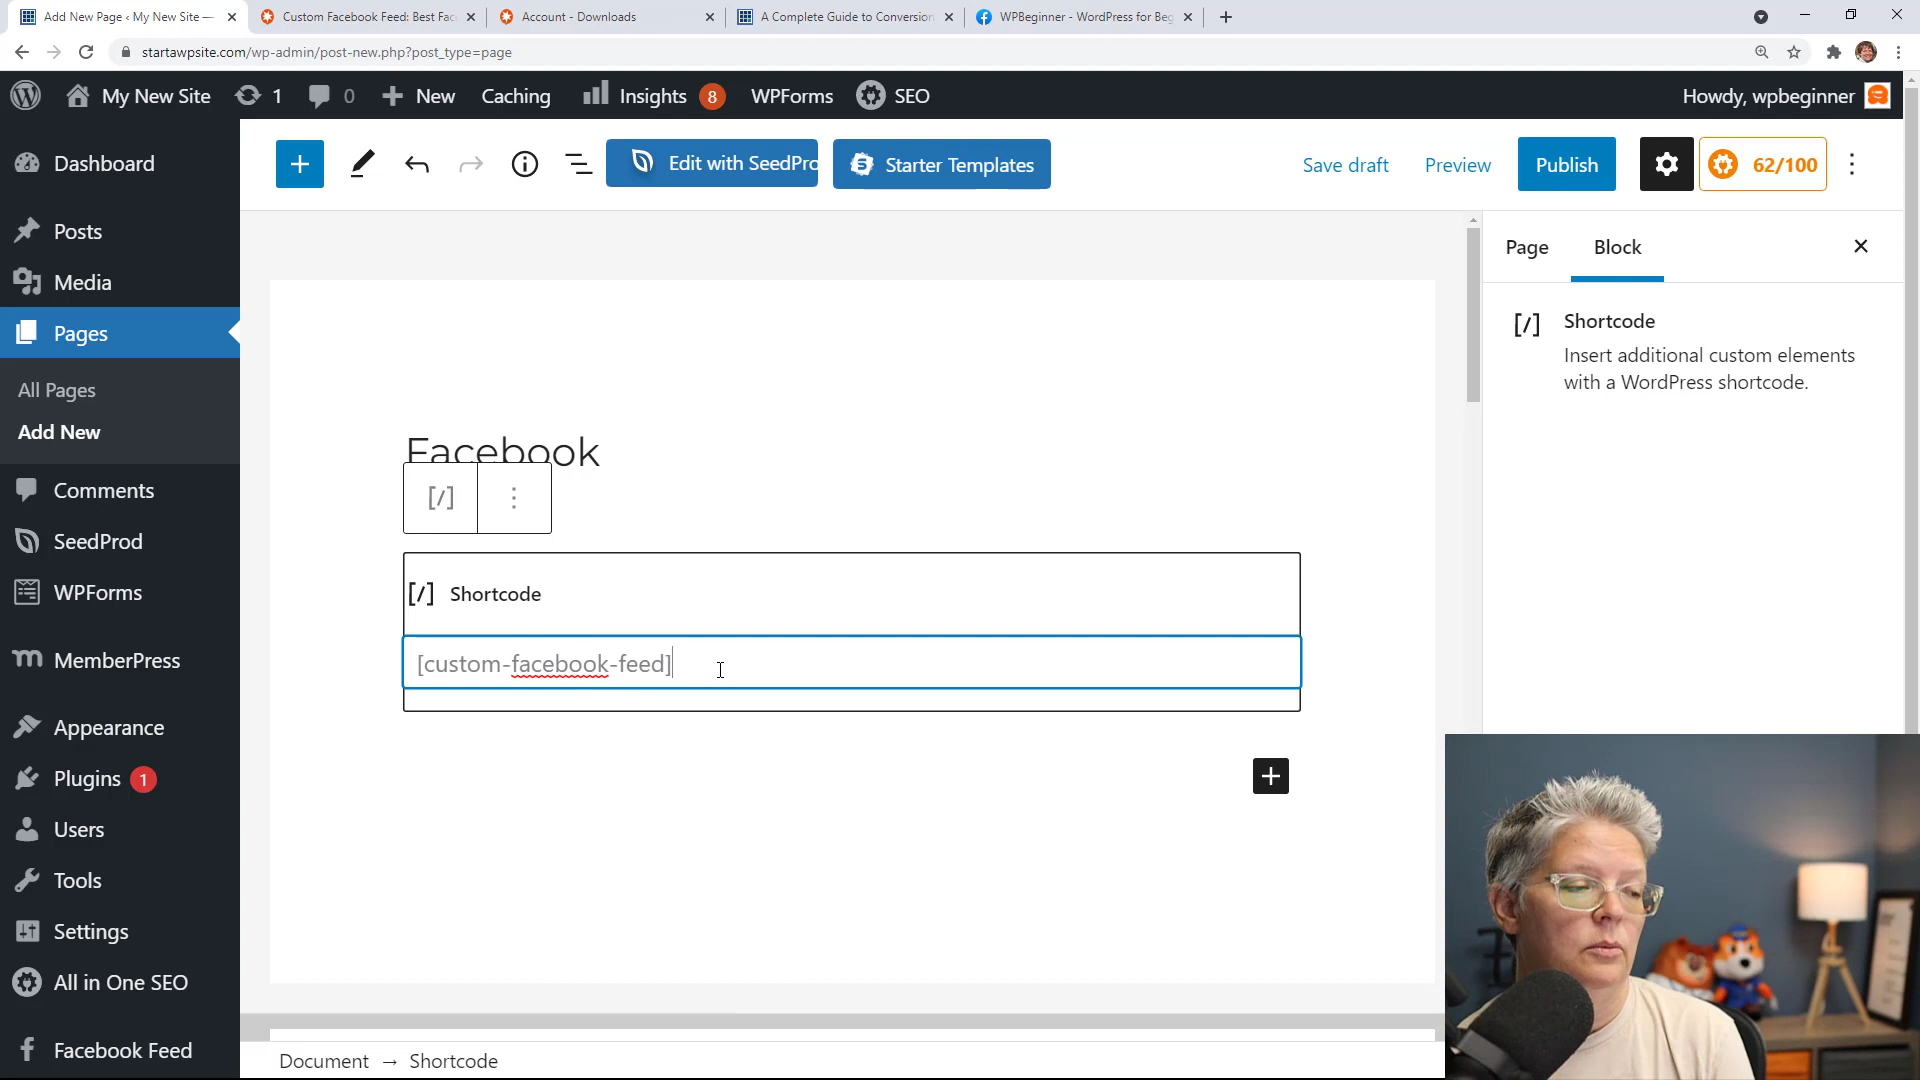 Add New Page ‹ My New Site —
Custom Facebook Feed: Best Fac
Account - Downloads
A Complete Guide to Conversion
WPBeginner - WordPress for Beg
startawpsite.com/wp-admin/post-new.php?post_type=page
My New Site
1
0
New
Caching
Insights
8
WPForms
SEO
Howdy, wpbeginner
Dashboard
Posts
Media
Pages
All Pages
Add New
Comments
SeedProd
WPForms
MemberPress
Appearance
Plugins
1
Users
Tools
Settings
All in One SEO
Facebook Feed
Edit with SeedPro
Starter Templates
Save draft
Preview
Publish
62/100
Facebook
[/]
[/] Shortcode
[custom-facebook-feed]
Page
Block
[/] Shortcode
Insert additional custom elements
with a WordPress shortcode.
Document → Shortcode